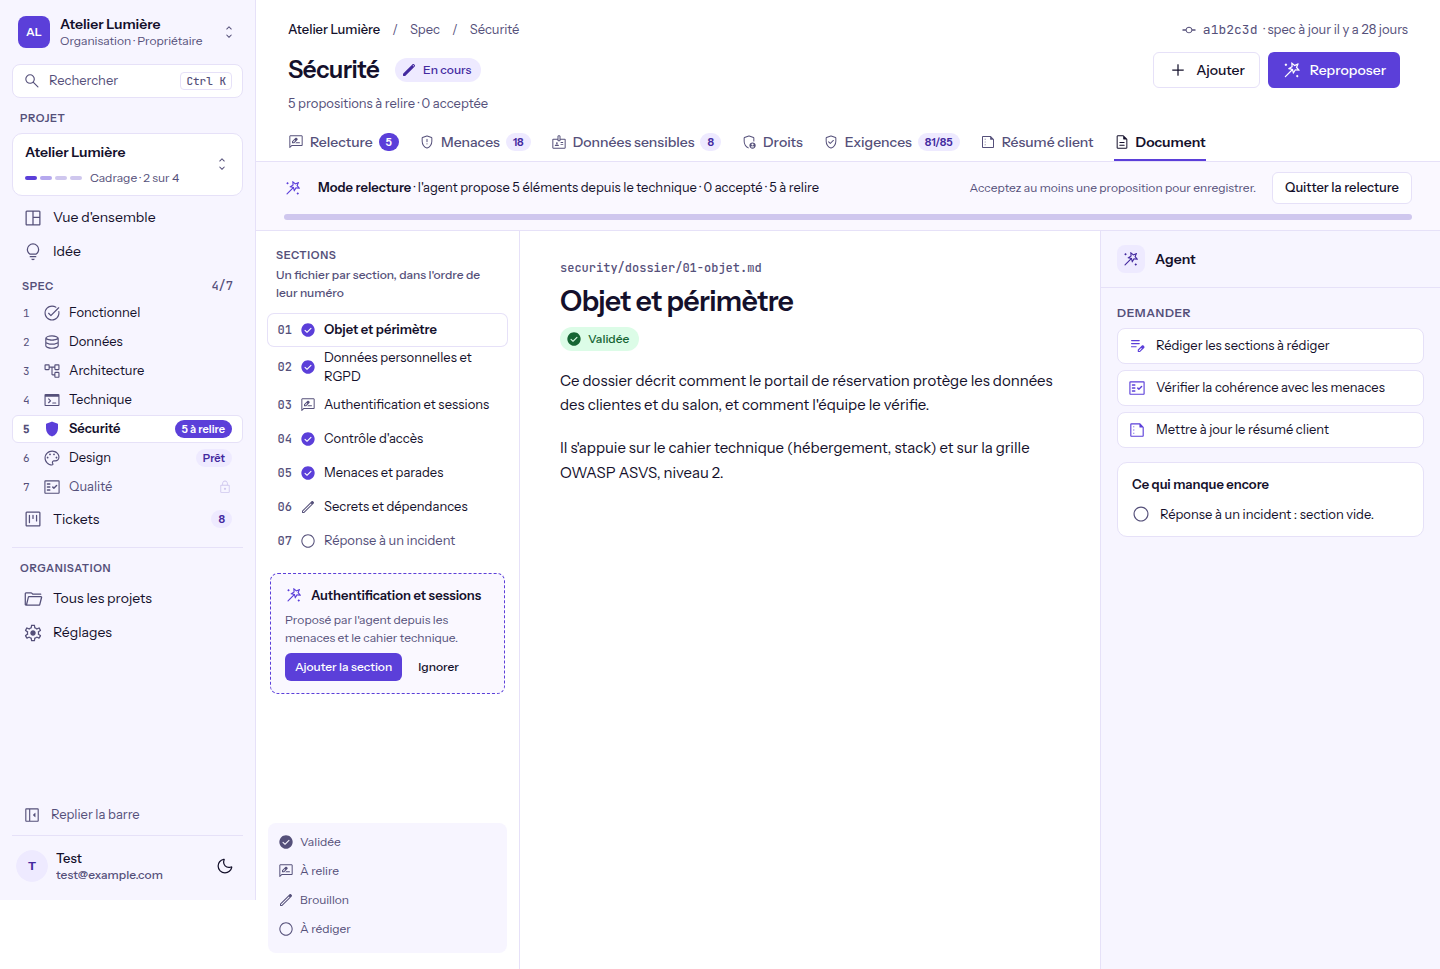 AL
Atelier Lumière
Organisation · Propriétaire
Rechercher
Ctrl K
PROJET
Atelier Lumière
Cadrage · 2 sur 4
Vue d'ensemble
Idée
SPEC
4/7
1 Fonctionnel
2 Données
3 Architecture
4 Technique
5 Sécurité 5 à relire
6 Design Prêt
7 Qualité
Tickets 8
ORGANISATION
Tous les projets
Réglages
Replier la barre
T
Test
test@example.com
Atelier Lumière / Spec / Sécurité
a1b2c3d · spec à jour il y a 28 jours
Sécurité
En cours
Ajouter
Reproposer
5 propositions à relire · 0 acceptée
Relecture 5
Menaces 18
Données sensibles 8
Droits
Exigences 81/85
Résumé client
Document
Mode relecture · l'agent propose 5 éléments depuis le technique · 0 accepté · 5 à relire
Acceptez au moins une proposition pour enregistrer.
Quitter la relecture
SECTIONS
Un fichier par section, dans l'ordre de
leur numéro
01 Objet et périmètre
02 Données personnelles et
RGPD
03 Authentification et sessions
04 Contrôle d'accès
05 Menaces et parades
06 Secrets et dépendances
07 Réponse à un incident
Authentification et sessions
Proposé par l'agent depuis les
menaces et le cahier technique.
Ajouter la section
Ignorer
Validée
À relire
Brouillon
À rédiger
security/dossier/01-objet.md
Objet et périmètre
Validée
Ce dossier décrit comment le portail de réservation protège les données
des clientes et du salon, et comment l'équipe le vérifie.
Il s'appuie sur le cahier technique (hébergement, stack) et sur la grille
OWASP ASVS, niveau 2.
Agent
DEMANDER
Rédiger les sections à rédiger
Vérifier la cohérence avec les menaces
Mettre à jour le résumé client
Ce qui manque encore
Réponse à un incident : section vide.